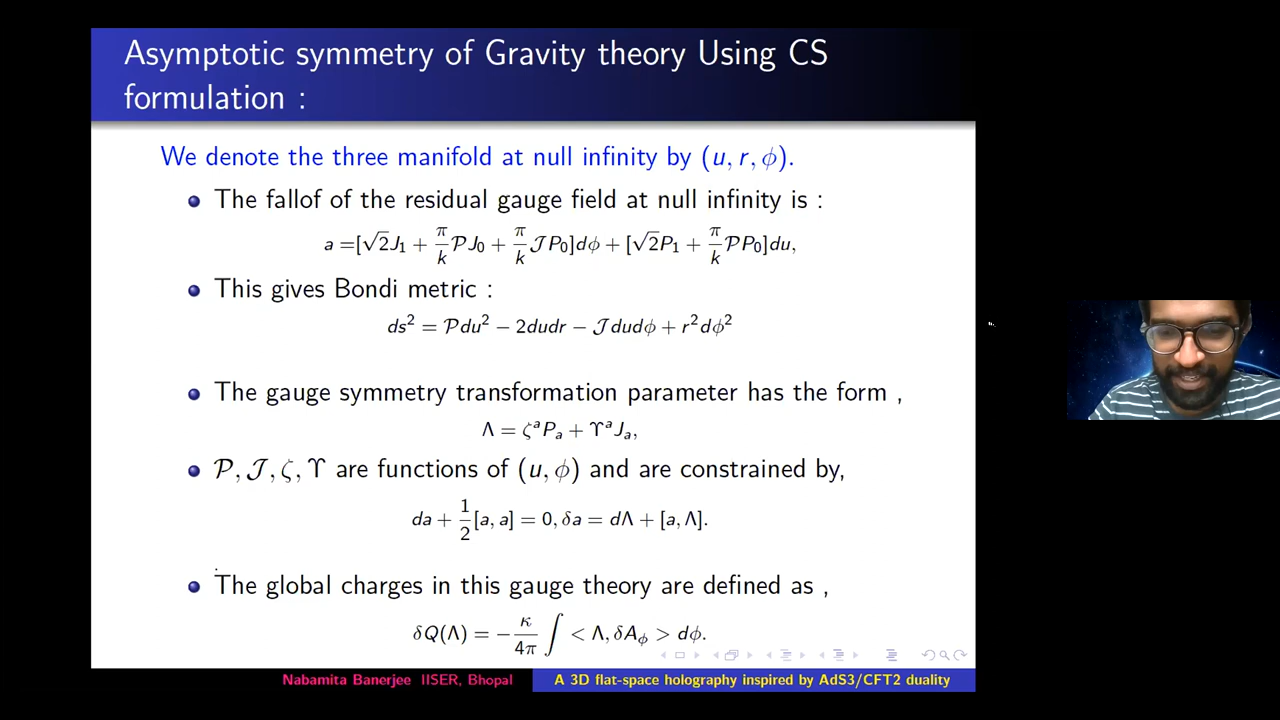 Asymptotic symmetry of Gravity theory Using CS
formulation :
We denote the three manifold at null infinity by (u, r, ϕ).
The fallof of the residual gauge field at null infinity is :
a =[√2J₁ + π/k 𝒫J₀ + π/k 𝒥P₀]dϕ + [√2P₁ + π/k 𝒫P₀]du,
This gives Bondi metric :
ds² = 𝒫du² − 2dudr − 𝒥dudϕ + r²dϕ²
The gauge symmetry transformation parameter has the form ,
Λ = ζᵃPₐ + ΥᵃJₐ,
𝒫, 𝒥, ζ, Υ are functions of (u, ϕ) and are constrained by,
da + 1/2 [a, a] = 0, δa = dΛ + [a, Λ].
The global charges in this gauge theory are defined as ,
δQ(Λ) = − κ/4π ∫ < Λ, δA_ϕ > dϕ.
Nabamita Banerjee IISER, Bhopal
A 3D flat-space holography inspired by AdS3/CFT2 duality